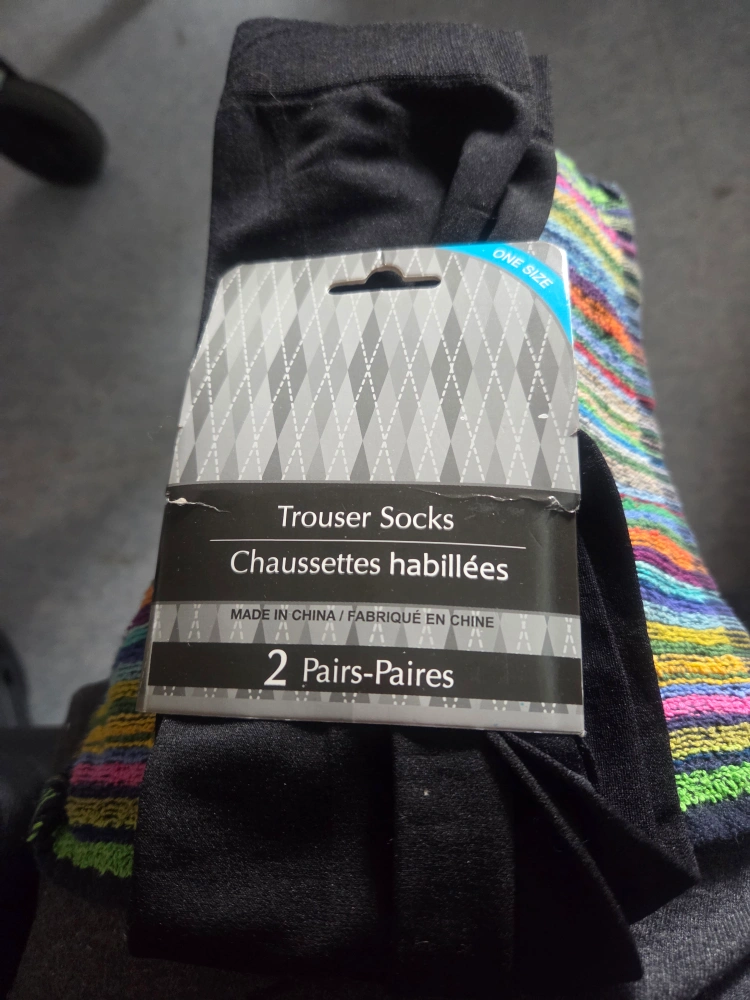 ONE SIZE
Trouser Socks
Chaussettes habillées
MADE IN CHINA / FABRIQUÉ EN CHINE
2 Pairs-Paires